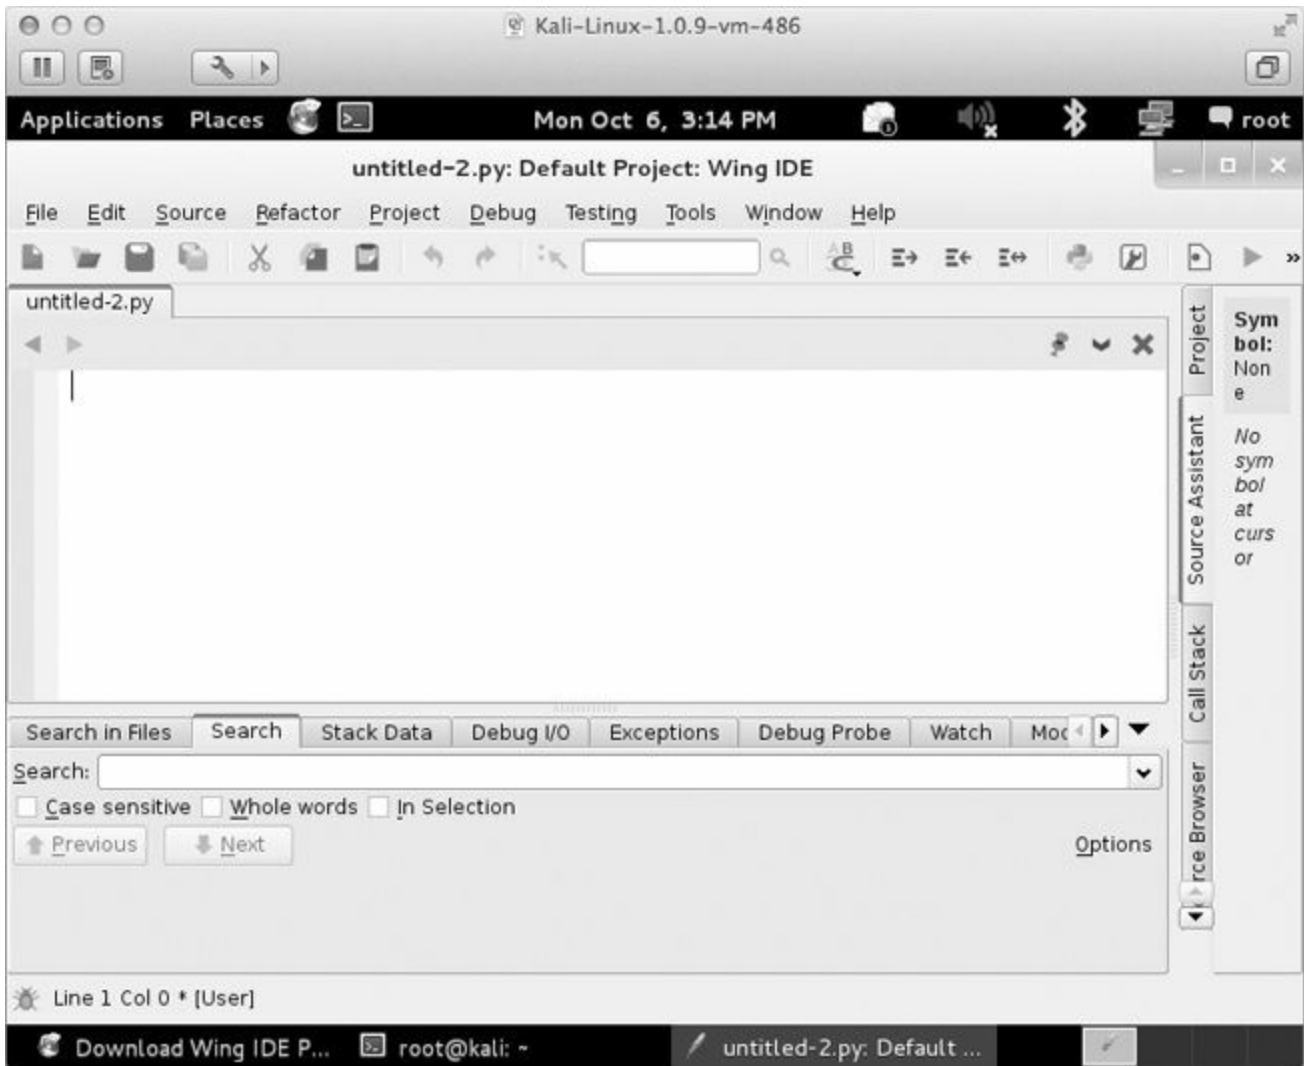 Kali-Linux-1.0.9-vm-486
Applications Places Mon Oct 6, 3:14 PM root
untitled-2.py: Default Project: Wing IDE
File Edit Source Refactor Project Debug Testing Tools Window Help
untitled-2.py
Project
Source Assistant
Call Stack
rce Browser
Sym
bol:
Non
e
No
sym
bol
at
curs
or
Search in Files Search Stack Data Debug I/O Exceptions Debug Probe Watch Moc
Search:
Case sensitive Whole words In Selection
Previous Next Options
Line 1 Col 0 * [User]
Download Wing IDE P... root@kali: ~ untitled-2.py: Default ...